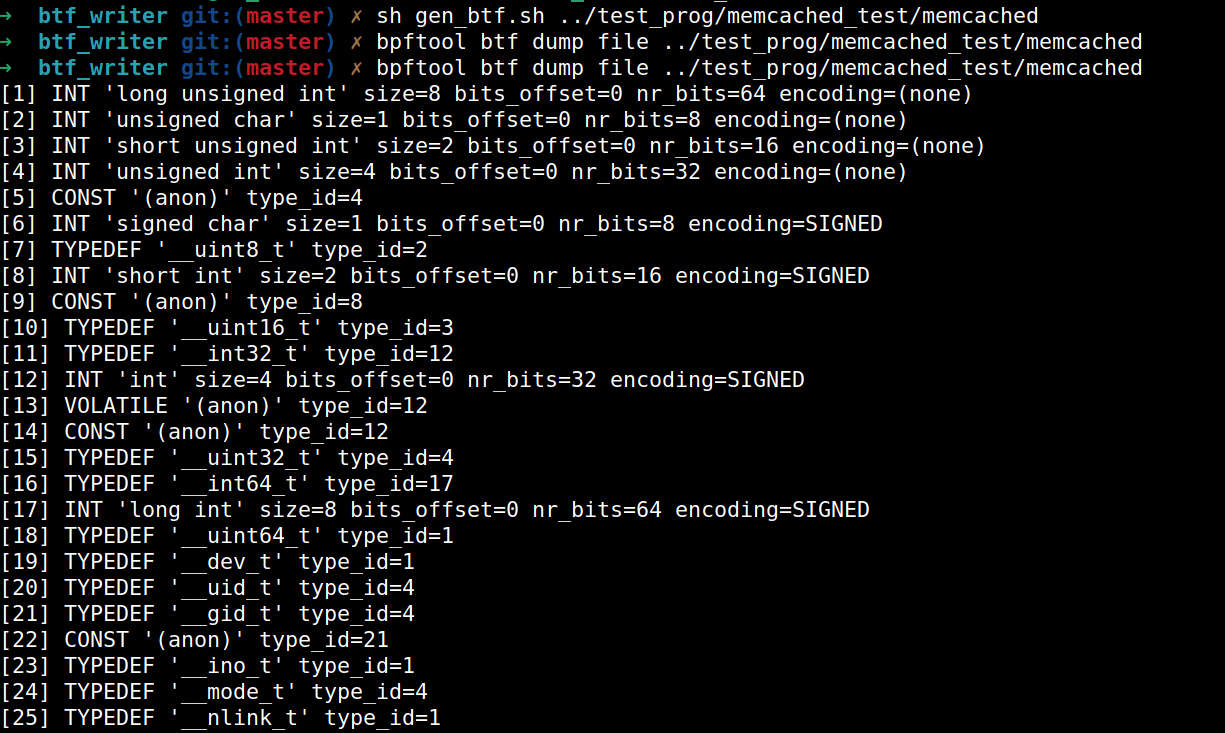 →  btf_writer git:(master) ✗ sh gen_btf.sh ../test_prog/memcached_test/memcached
→  btf_writer git:(master) ✗ bpftool btf dump file ../test_prog/memcached_test/memcached
→  btf_writer git:(master) ✗ bpftool btf dump file ../test_prog/memcached_test/memcached
[1] INT 'long unsigned int' size=8 bits_offset=0 nr_bits=64 encoding=(none)
[2] INT 'unsigned char' size=1 bits_offset=0 nr_bits=8 encoding=(none)
[3] INT 'short unsigned int' size=2 bits_offset=0 nr_bits=16 encoding=(none)
[4] INT 'unsigned int' size=4 bits_offset=0 nr_bits=32 encoding=(none)
[5] CONST '(anon)' type_id=4
[6] INT 'signed char' size=1 bits_offset=0 nr_bits=8 encoding=SIGNED
[7] TYPEDEF '__uint8_t' type_id=2
[8] INT 'short int' size=2 bits_offset=0 nr_bits=16 encoding=SIGNED
[9] CONST '(anon)' type_id=8
[10] TYPEDEF '__uint16_t' type_id=3
[11] TYPEDEF '__int32_t' type_id=12
[12] INT 'int' size=4 bits_offset=0 nr_bits=32 encoding=SIGNED
[13] VOLATILE '(anon)' type_id=12
[14] CONST '(anon)' type_id=12
[15] TYPEDEF '__uint32_t' type_id=4
[16] TYPEDEF '__int64_t' type_id=17
[17] INT 'long int' size=8 bits_offset=0 nr_bits=64 encoding=SIGNED
[18] TYPEDEF '__uint64_t' type_id=1
[19] TYPEDEF '__dev_t' type_id=1
[20] TYPEDEF '__uid_t' type_id=4
[21] TYPEDEF '__gid_t' type_id=4
[22] CONST '(anon)' type_id=21
[23] TYPEDEF '__ino_t' type_id=1
[24] TYPEDEF '__mode_t' type_id=4
[25] TYPEDEF '__nlink_t' type_id=1